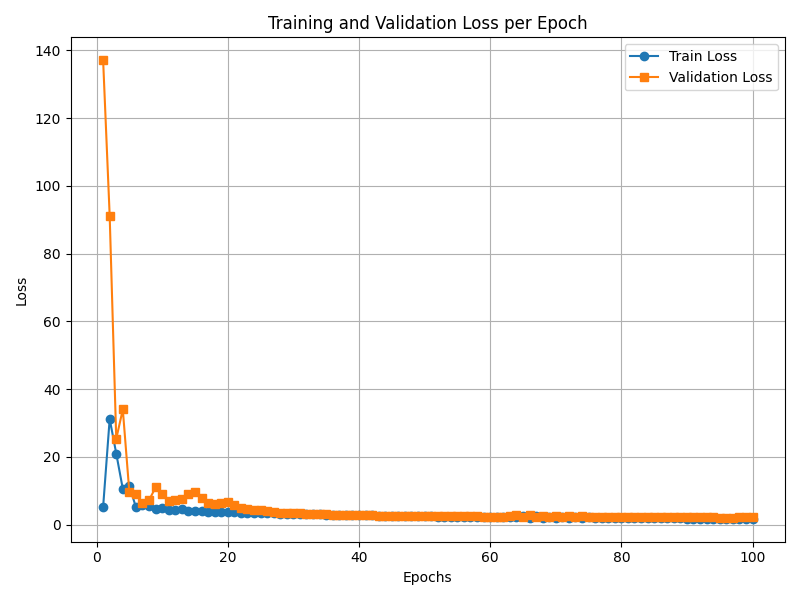 Training and Validation Loss per Epoch
Train Loss
Validation Loss
140
120
100
80
60
40
20
0
Loss
0 20 40 60 80 100
Epochs